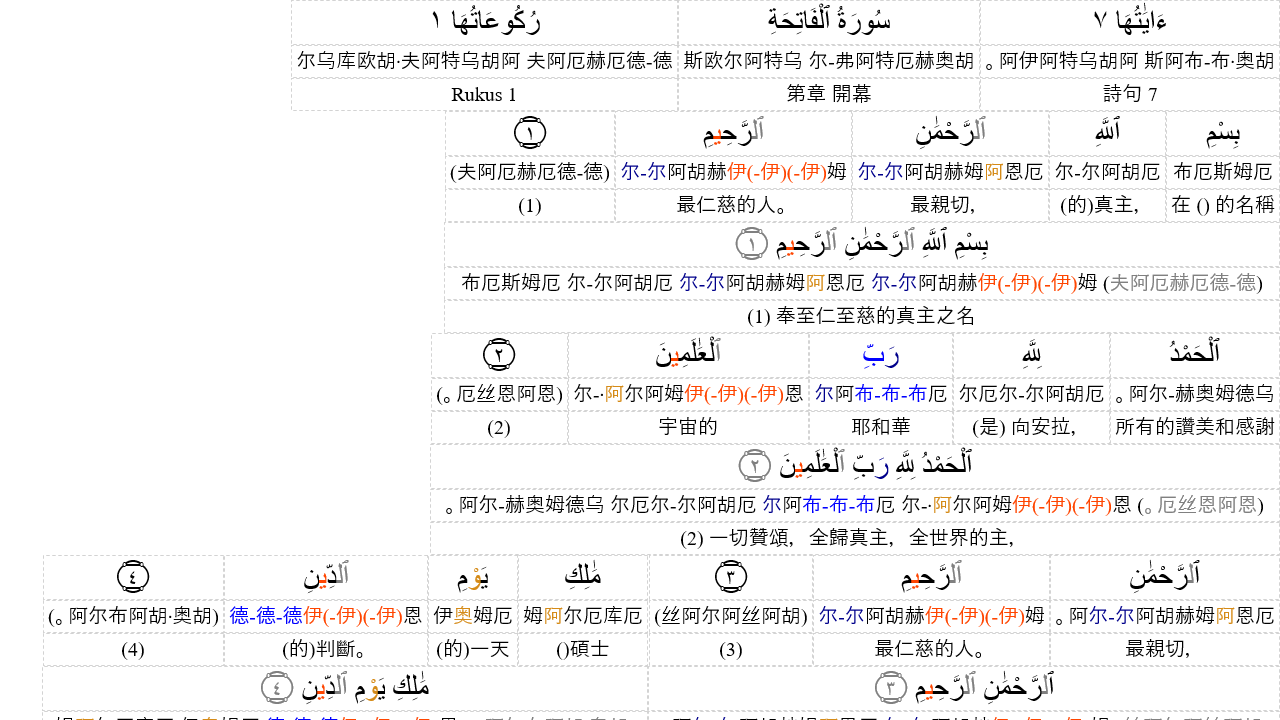 ءَايَٰتُهَا ٧ سُورَةُ ٱلْفَاتِحَةِ رُكُوعَاتُهَا ١
。阿伊阿特乌胡阿 斯阿布-布·奥胡 斯欧尔阿特乌 尔-弗阿特厄赫奥胡 尔乌库欧胡·夫阿特乌胡阿 夫阿厄赫厄德-德
詩句 7 第章 開幕 Rukus 1
بِسْمِ ٱللَّهِ ٱلرَّحْمَٰنِ ٱلرَّحِيمِ ١
布厄斯姆厄 尔-尔阿胡厄 尔-尔阿胡赫姆阿恩厄 尔-尔阿胡赫伊(-伊)(-伊)姆 (夫阿厄赫厄德-德)
在 () 的名稱 (的)真主， 最親切， 最仁慈的人。 (1)
بِسْمِ ٱللَّهِ ٱلرَّحْمَٰنِ ٱلرَّحِيمِ ١
布厄斯姆厄 尔-尔阿胡厄 尔-尔阿胡赫姆阿恩厄 尔-尔阿胡赫伊(-伊)(-伊)姆 (夫阿厄赫厄德-德)
(1) 奉至仁至慈的真主之名
ٱلْحَمْدُ لِلَّهِ رَبِّ ٱلْعَٰلَمِينَ ٢
。阿尔-赫奥姆德乌 尔厄尔-尔阿胡厄 尔阿布-布-布厄 尔-·阿尔阿姆伊(-伊)(-伊)恩 (。厄丝恩阿恩)
所有的讚美和感謝 (是) 向安拉， 耶和華 宇宙的 (2)
ٱلْحَمْدُ لِلَّهِ رَبِّ ٱلْعَٰلَمِينَ ٢
。阿尔-赫奥姆德乌 尔厄尔-尔阿胡厄 尔阿布-布-布厄 尔-·阿尔阿姆伊(-伊)(-伊)恩 (。厄丝恩阿恩)
(2) 一切贊頌，全歸真主，全世界的主，
ٱلرَّحْمَٰنِ ٱلرَّحِيمِ ٣ مَٰلِكِ يَوْمِ ٱلدِّينِ ٤
。阿尔-尔阿胡赫姆阿恩厄 尔-尔阿胡赫伊(-伊)(-伊)姆 (丝阿尔阿丝阿胡) 姆阿尔厄库厄 伊奥姆厄 德-德-德伊(-伊)(-伊)恩 (。阿尔布阿胡·奥胡)
最親切， 最仁慈的人。 (3) ()碩士 (的)一天 (的)判斷。 (4)
ٱلرَّحْمَٰنِ ٱلرَّحِيمِ ٣ مَٰلِكِ يَوْمِ ٱلدِّينِ ٤